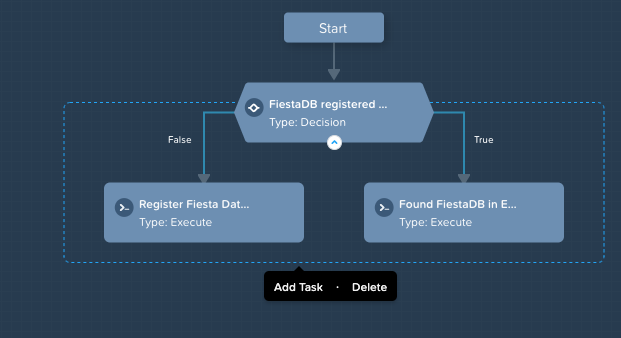 Start
FiestaDB registered ...
Type: Decision
False
True
Register Fiesta Dat...
Type: Execute
Found FiestaDB in E...
Type: Execute
Add Task · Delete